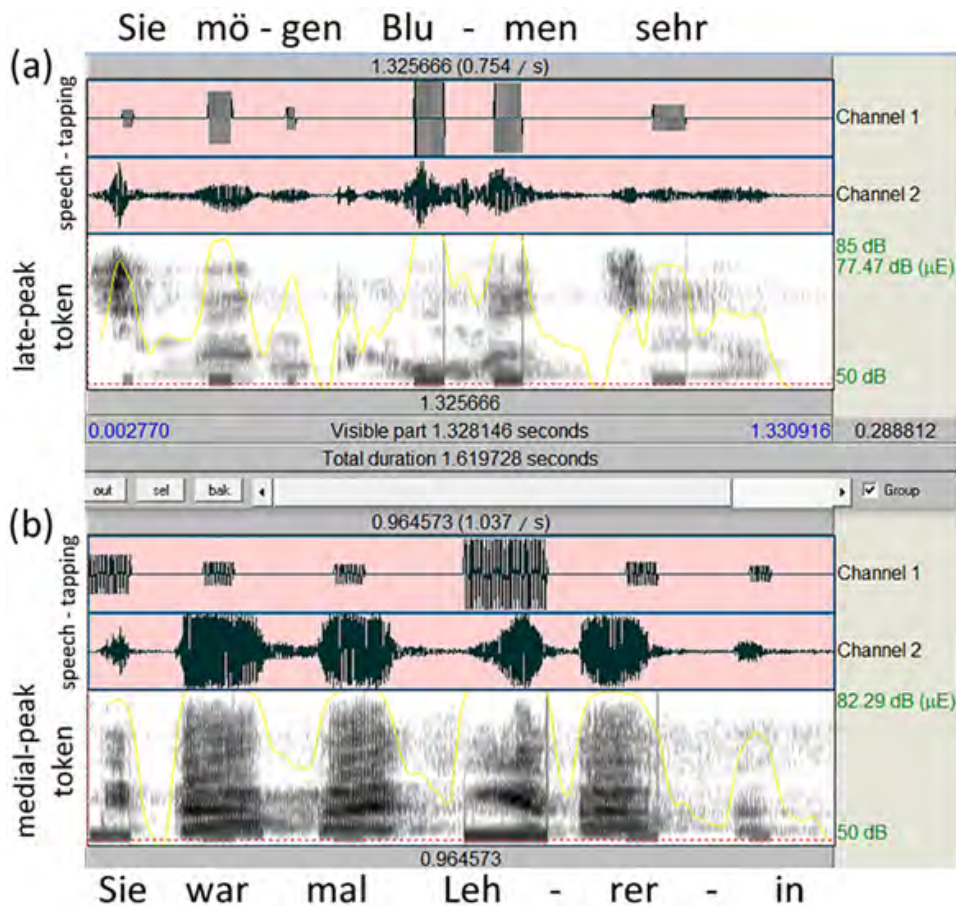 Sie mö - gen Blu - men sehr
(a)
1.325666 (0.754 / s)
speech - tapping
Channel 1
Channel 2
late-peak token
85 dB
77.47 dB (µE)
50 dB
1.325666
0.002770 Visible part 1.328146 seconds 1.330916 0.288812
Total duration 1.619728 seconds
out sel bak Group
(b)
0.964573 (1.037 / s)
speech - tapping
Channel 1
Channel 2
medial-peak token
82.29 dB (µE)
50 dB
0.964573
Sie war mal Leh - rer - in